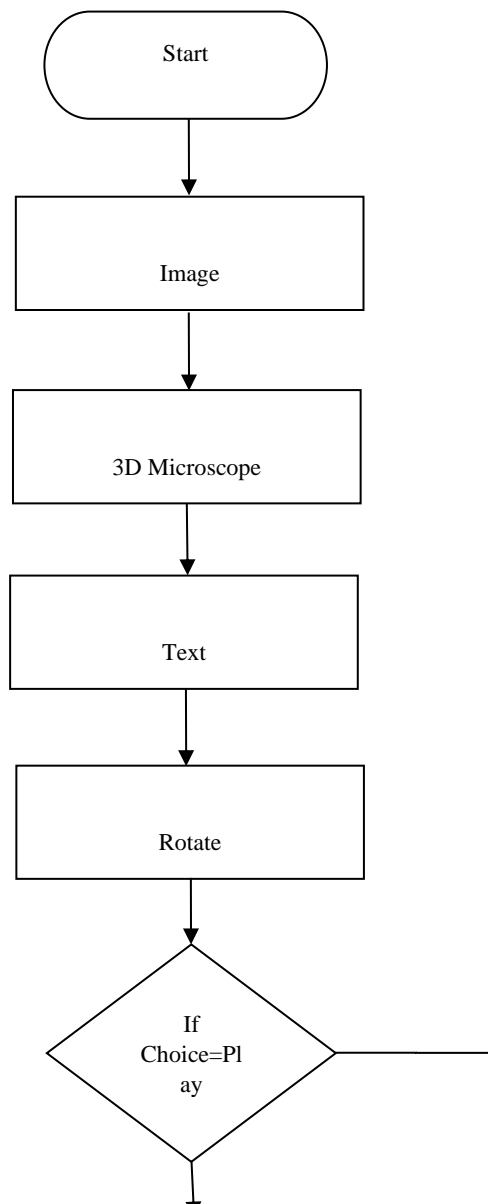 Start
Image
3D Microscope
Text
Rotate
If
Choice=Pl
ay